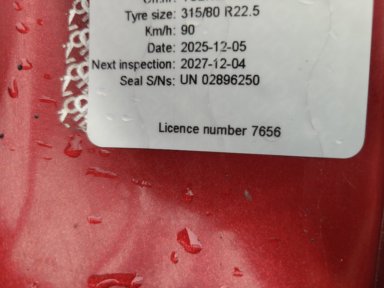 Tyre size: 315/80 R22.5
Km/h: 90
Date: 2025-12-05
Next inspection: 2027-12-04
Seal S/Ns: UN 02896250
Licence number 7656